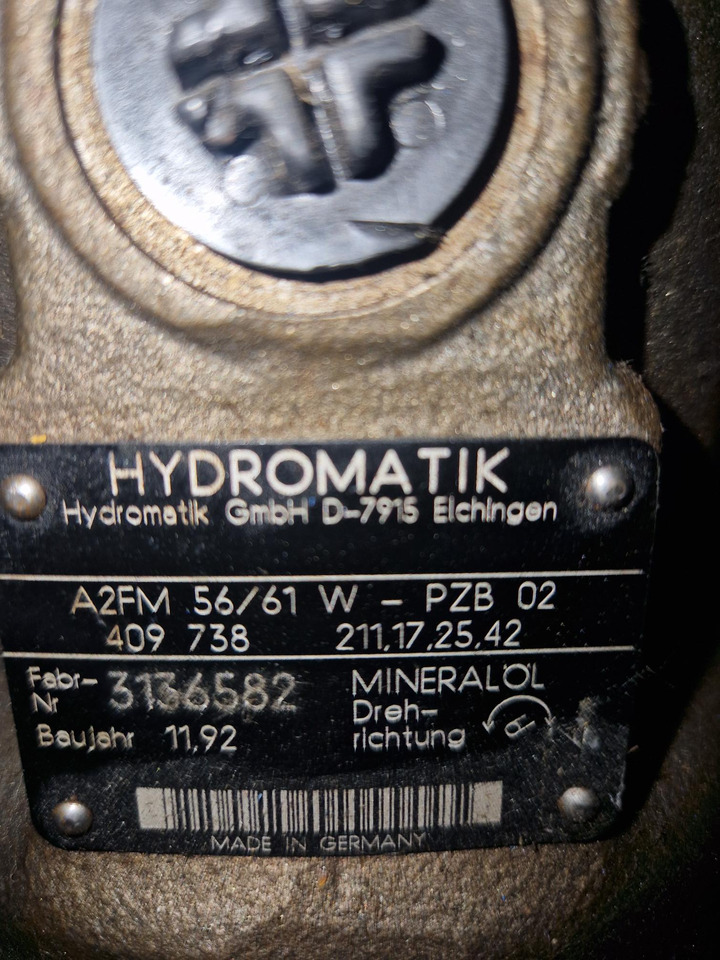 HYDROMATIK
Hydromatik GmbH D-7915 Elchingen
A2FM 56/61 W - PZB 02
409 738 211.17.25.42
Fabr- Nr 3136582
MINERALÖL
Baujahr 11.92
Dreh-
richtung
MADE IN GERMANY